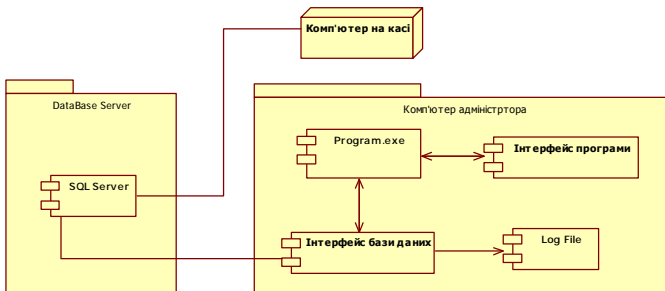 Комп'ютер на касі
DataBase Server
Комп'ютер адміністртора
Program.exe
Інтерфейс програми
SQL Server
Інтерфейс бази даних
Log File